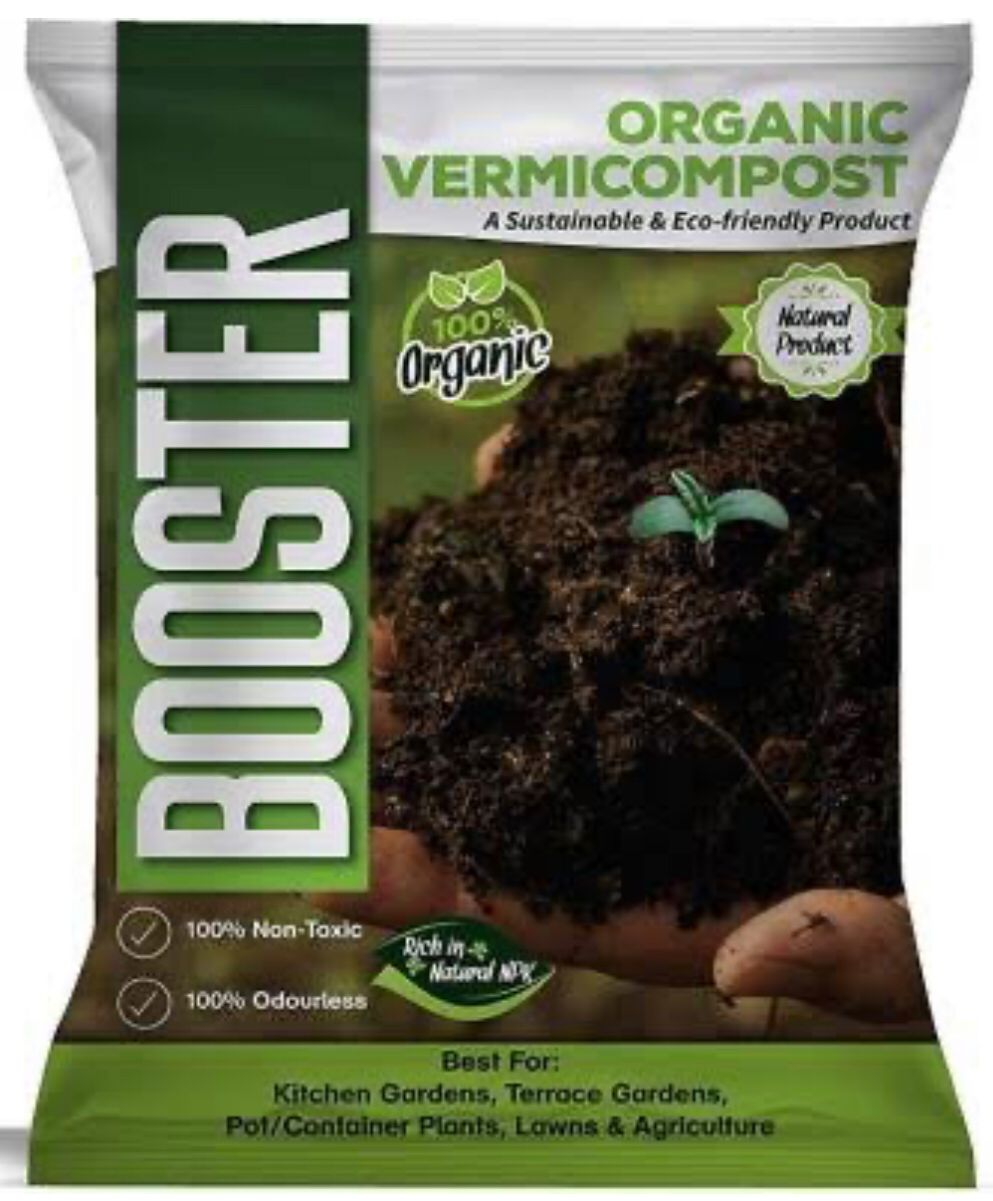 BOOSTER
ORGANIC
VERMICOMPOST
A Sustainable & Eco-friendly Product
100%
Organic
Natural
Product
100% Non-Toxic
100% Odourless
Rich in
Natural NPK
Best For:
Kitchen Gardens, Terrace Gardens,
Pot/Container Plants, Lawns & Agriculture